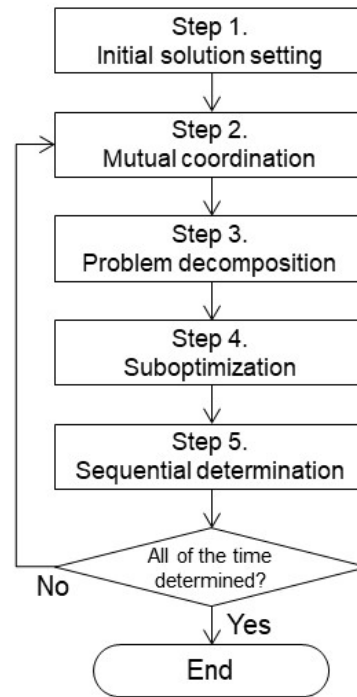 Step 1.
Initial solution setting
Step 2.
Mutual coordination
Step 3.
Problem decomposition
Step 4.
Suboptimization
Step 5.
Sequential determination
All of the time
determined?
No
Yes
End